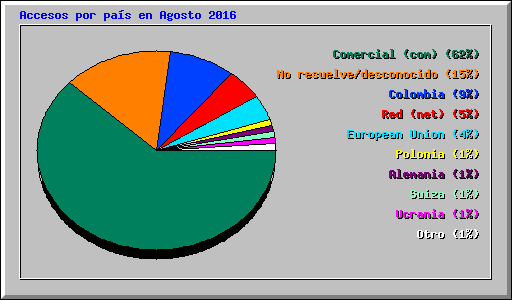 Accesos por país en Agosto 2016
Comercial (com) (62%)
No resuelve/desconocido (15%)
Colombia (9%)
Red (net) (5%)
European Union (4%)
Polonia (1%)
Alemania (1%)
Suiza (1%)
Ucrania (1%)
Otro (1%)